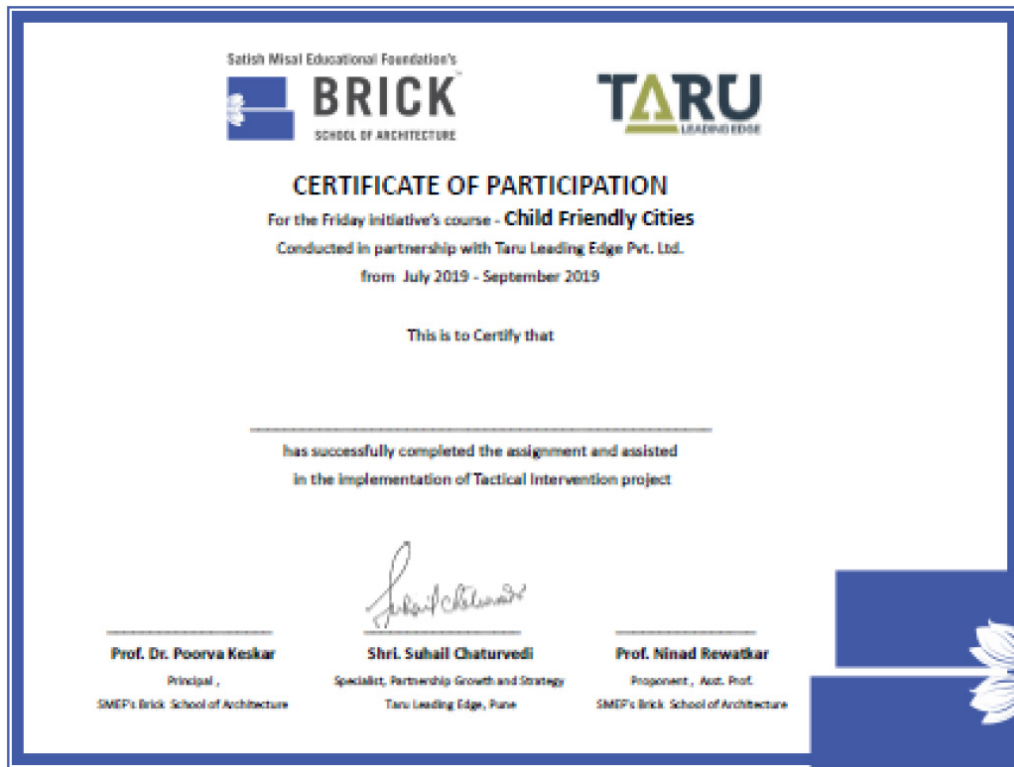 Satish Misal Educational Foundation's
BRICK™
SCHOOL OF ARCHITECTURE
TARU
LEADING EDGE
CERTIFICATE OF PARTICIPATION
For the Friday initiative's course - Child Friendly Cities
Conducted in partnership with Taru Leading Edge Pvt. Ltd.
from July 2019 - September 2019
This is to Certify that
has successfully completed the assignment and assisted
in the implementation of Tactical Intervention project
Suhail Chaturvedi
Prof. Dr. Poorva Keskar
Principal ,
SMEF's Brick School of Architecture
Shri. Suhail Chaturvedi
Specialist, Partnership Growth and Strategy
Taru Leading Edge, Pune
Prof. Ninad Rewatkar
Proponent , Asst. Prof.
SMEF's Brick School of Architecture